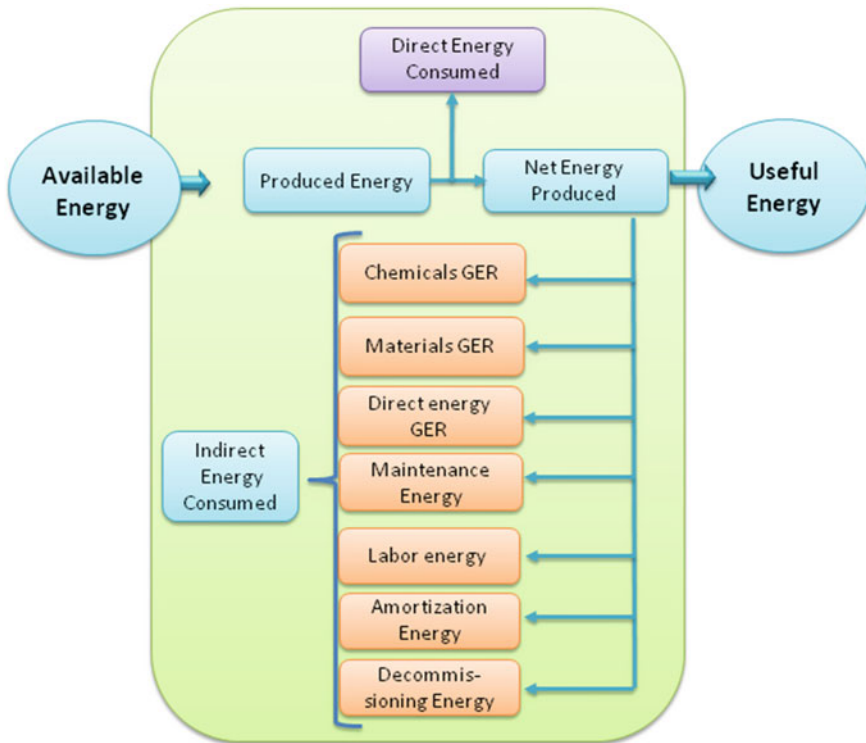 Direct Energy
Consumed
Available
Energy
Produced Energy
Net Energy
Produced
Useful
Energy
Chemicals GER
Materials GER
Direct energy
GER
Indirect
Energy
Consumed
Maintenance
Energy
Labor energy
Amortization
Energy
Decommis-
sioning Energy